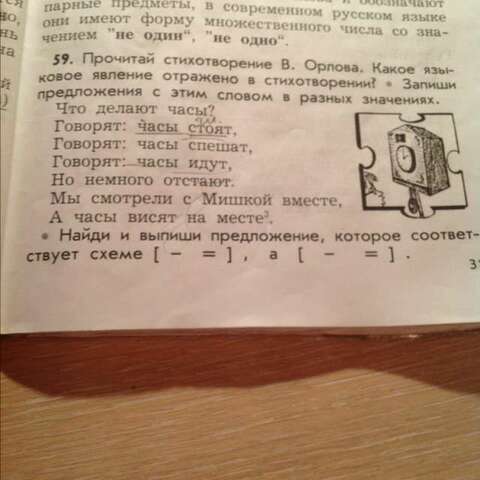 парные предметы, в современном русском языке
они имеют форму множественного числа со зна-
чением "не один", "не одно".
59. Прочитай стихотворение В. Орлова. Какое язы-
ковое явление отражено в стихотворении? • Запиши
предложения с этим словом в разных значениях.
Что делают часы?
Говорят: часы стоят,
Говорят: часы спешат,
Говорят: часы идут,
Но немного отстают.
Мы смотрели с Мишкой вместе,
А часы висят на месте³.
• Найди и выпиши предложение, которое соответ-
ствует схеме [ – = ] , а [ – = ] .